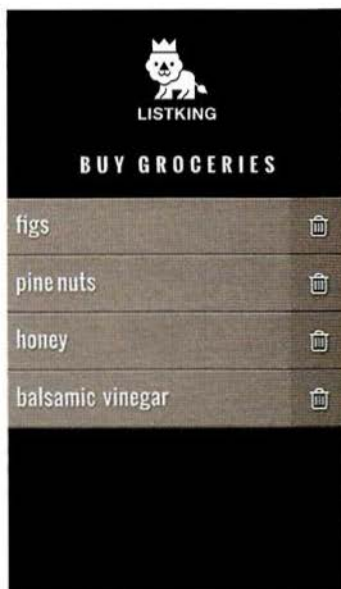 LISTKING
BUY GROCERIES
figs
pine nuts
honey
balsamic vinegar